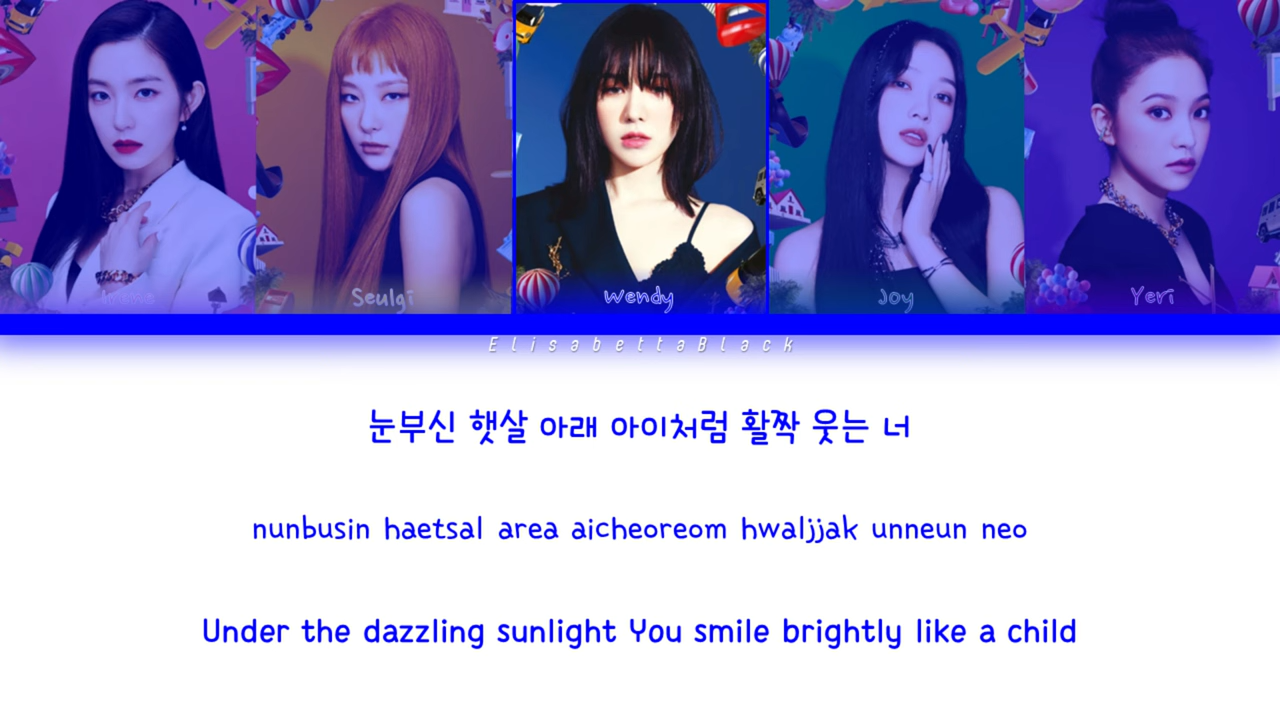 Irene Seulgi Wendy Joy Yeri
ElisabettaBlack
눈부신 햇살 아래 아이처럼 활짝 웃는 너
nunbusin haetsal area aicheoreom hwaljjak unneun neo
Under the dazzling sunlight You smile brightly like a child